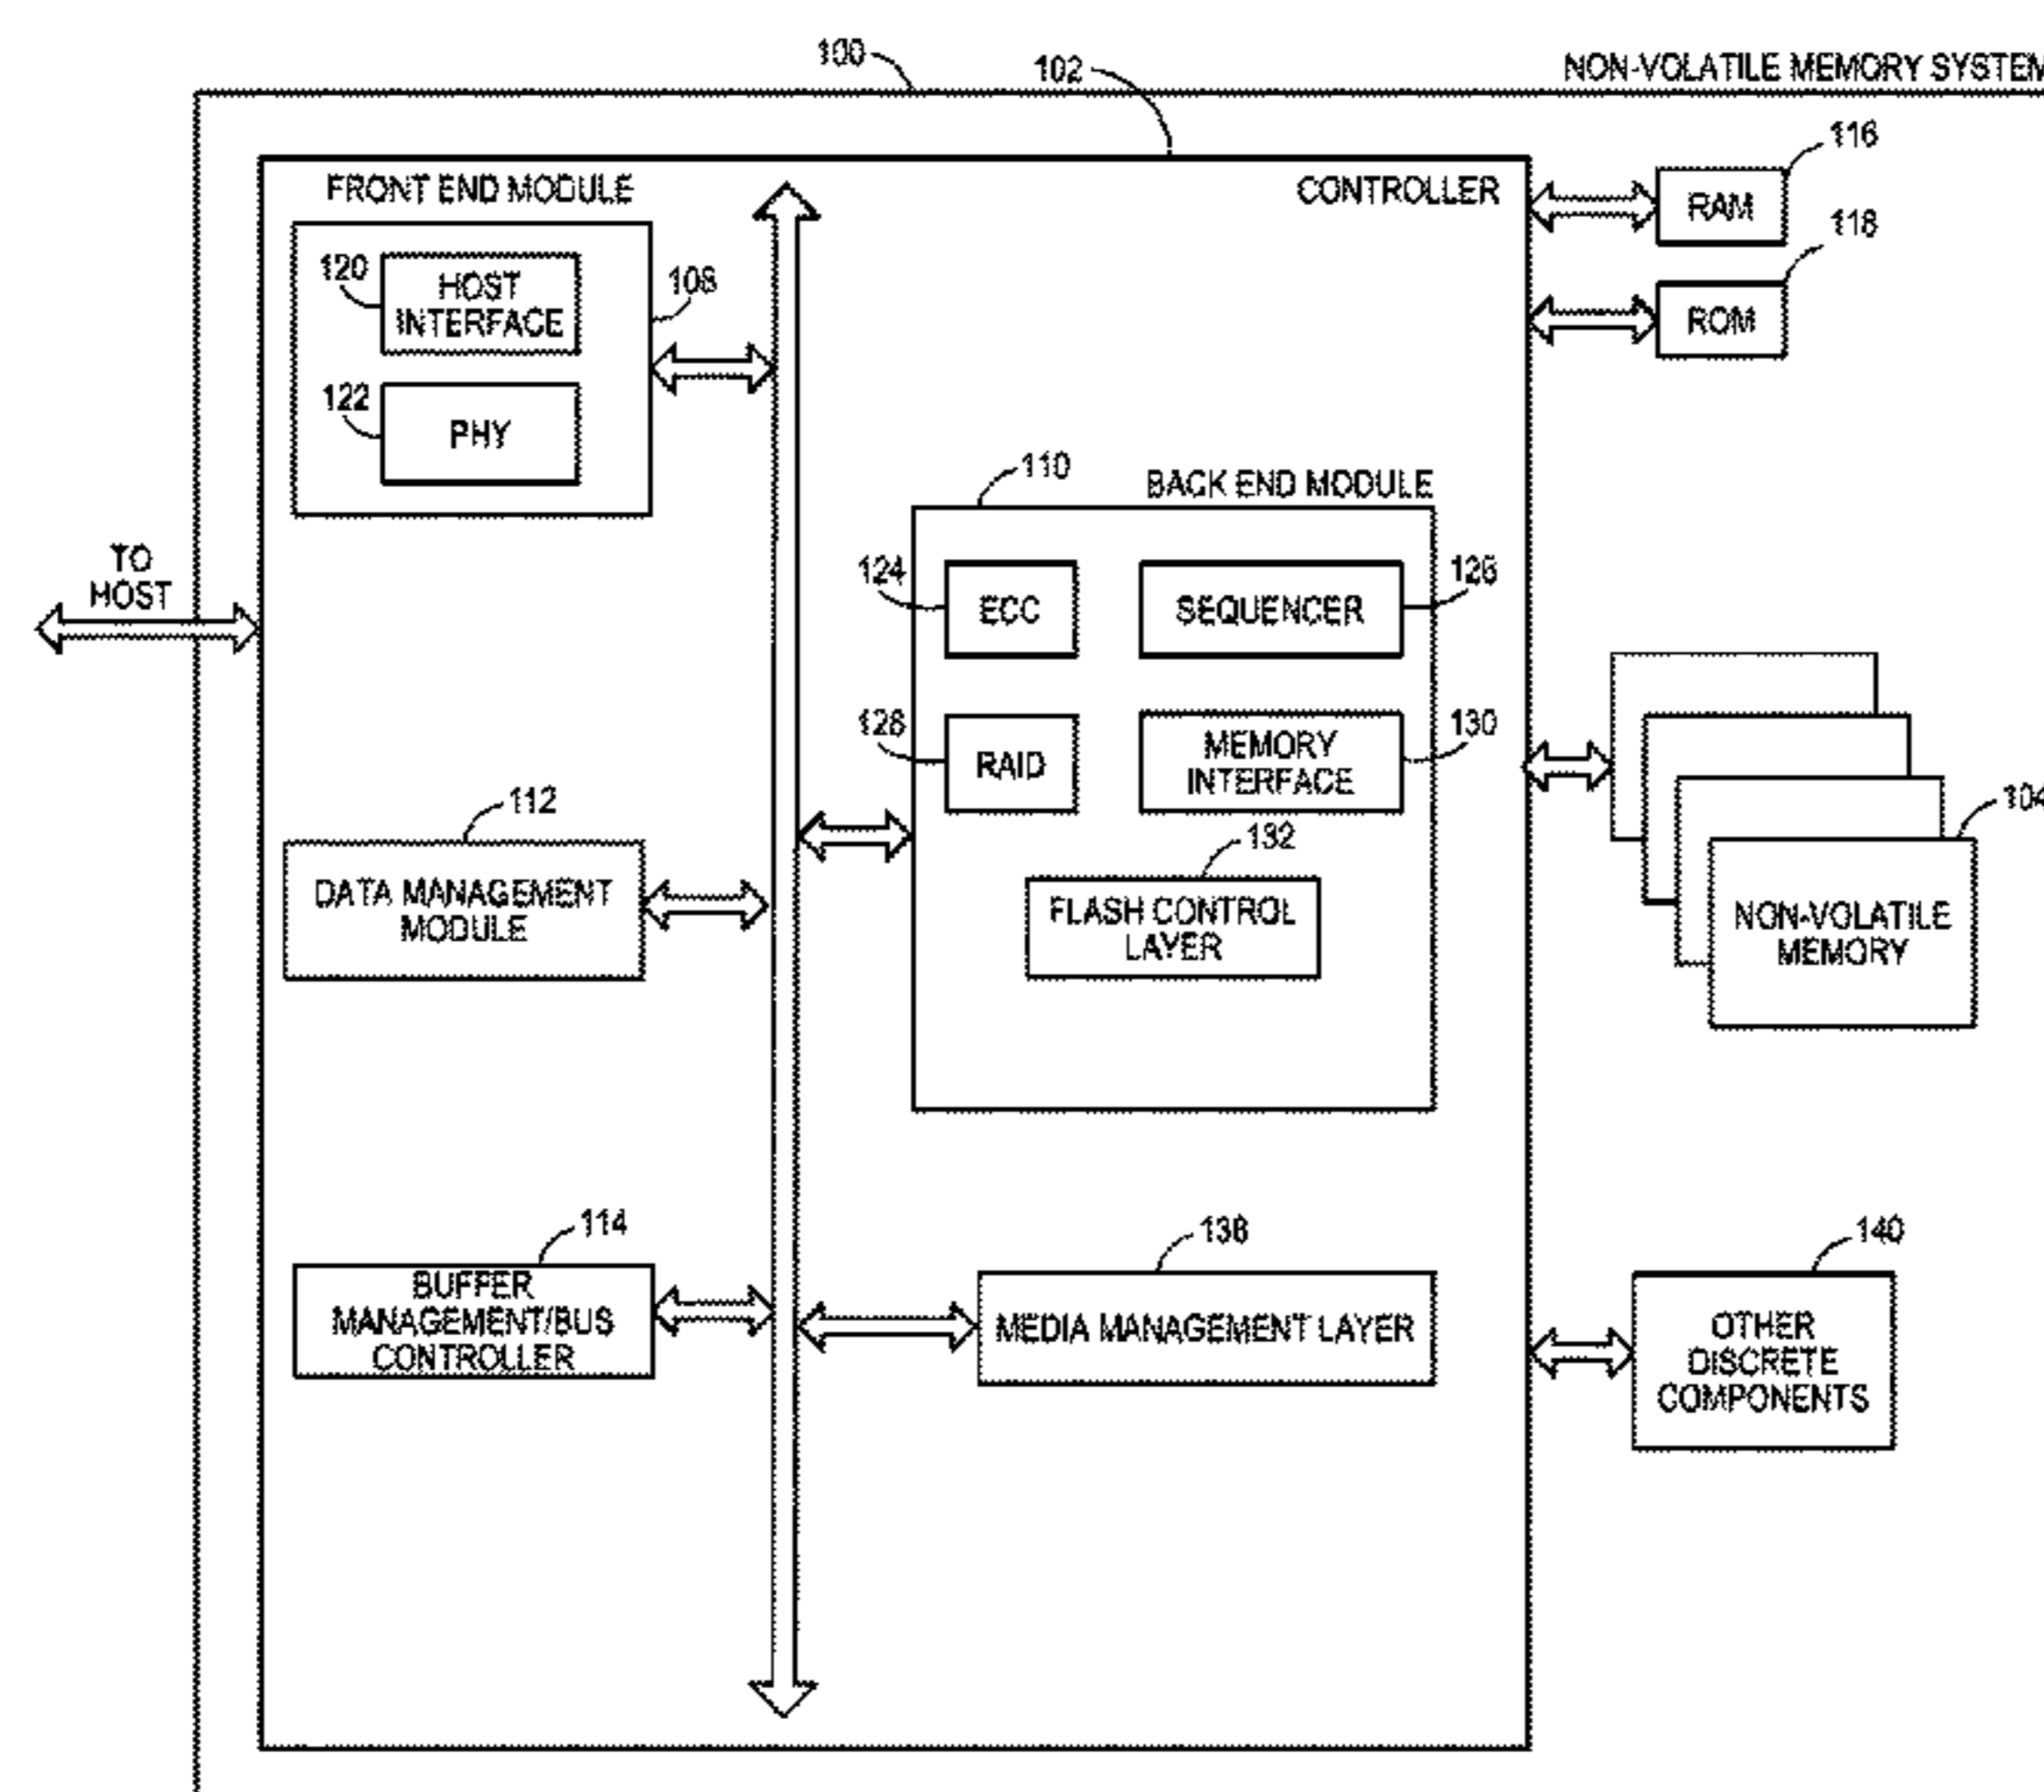 100
102
NON-VOLATILE MEMORY SYSTEM
116
FRONT END MODULE
CONTROLLER
RAM
118
120
HOST
INTERFACE
108
ROM
122
PHY
110
BACK END MODULE
TO
HOST
124
ECC
SEQUENCER
126
128
RAID
MEMORY
INTERFACE
130
112
132
104
DATA MANAGEMENT
MODULE
FLASH CONTROL
LAYER
NON-VOLATILE
MEMORY
114
138
140
BUFFER
MANAGEMENT/BUS
CONTROLLER
MEDIA MANAGEMENT LAYER
OTHER
DISCRETE
COMPONENTS